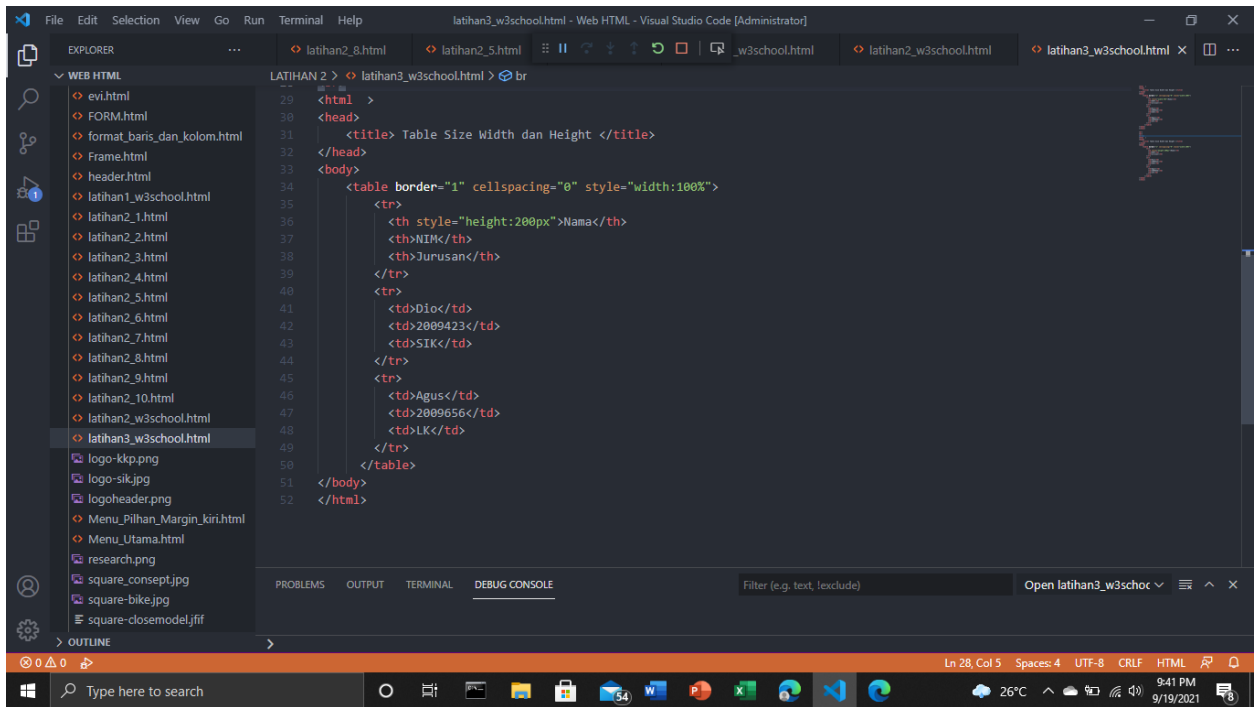 File Edit Selection View Go Run Terminal Help latihan3_w3school.html - Web HTML - Visual Studio Code [Administrator]
EXPLORER ··· latihan2_8.html latihan2_5.html _w3school.html latihan2_w3school.html latihan3_w3school.html
WEB HTML
LATIHAN 2 > latihan3_w3school.html > br
evi.html
FORM.html
format_baris_dan_kolom.html
Frame.html
header.html
latihan1_w3school.html
latihan2_1.html
latihan2_2.html
latihan2_3.html
latihan2_4.html
latihan2_5.html
latihan2_6.html
latihan2_7.html
latihan2_8.html
latihan2_9.html
latihan2_10.html
latihan2_w3school.html
latihan3_w3school.html
logo-kkp.png
logo-sik.jpg
logoheader.png
Menu_Pilhan_Margin_kiri.html
Menu_Utama.html
research.png
square_consept.jpg
square-bike.jpg
square-closemodel.jfif
OUTLINE
1
29 <html  >
30 <head>
31     <title> Table Size Width dan Height </title>
32 </head>
33 <body>
34     <table border="1" cellspacing="0" style="width:100%">
35         <tr>
36           <th style="height:200px">Nama</th>
37           <th>NIM</th>
38           <th>Jurusan</th>
39         </tr>
40         <tr>
41           <td>Dio</td>
42           <td>2009423</td>
43           <td>SIK</td>
44         </tr>
45         <tr>
46           <td>Agus</td>
47           <td>2009656</td>
48           <td>LK</td>
49         </tr>
50       </table>
51 </body>
52 </html>
PROBLEMS OUTPUT TERMINAL DEBUG CONSOLE Filter (e.g. text, !exclude) Open latihan3_w3schoc
0 0 Ln 28, Col 5 Spaces: 4 UTF-8 CRLF HTML
Type here to search 54 26°C 9:41 PM
9/19/2021 8